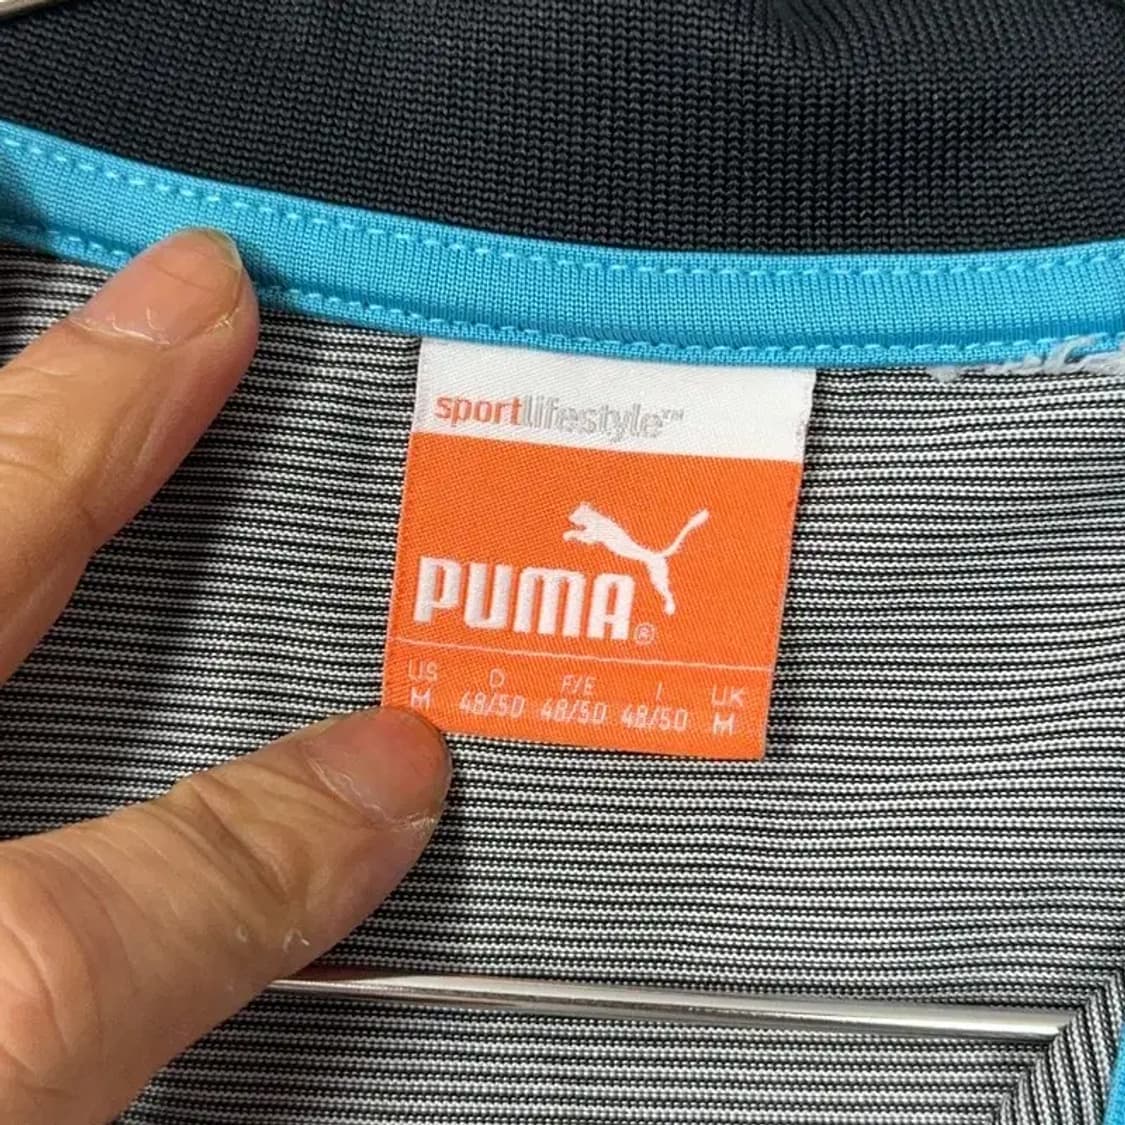 sportlifestyle™
PUMA®
US D F/E I UK
M 48/50 48/50 48/50 M